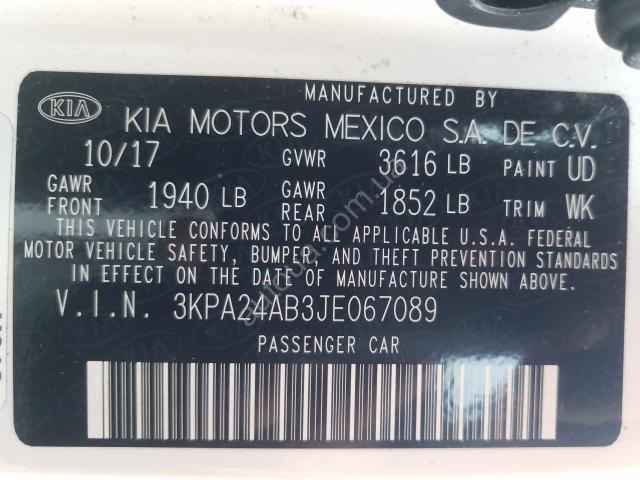 MANUFACTURED BY
KIA KIA MOTORS MEXICO S.A. DE C.V.
10/17 GVWR 3616 LB PAINT UD
GAWR FRONT 1940 LB GAWR REAR 1852 LB TRIM WK
THIS VEHICLE CONFORMS TO ALL APPLICABLE U.S.A. FEDERAL
MOTOR VEHICLE SAFETY, BUMPER, AND THEFT PREVENTION STANDARDS
IN EFFECT ON THE DATE OF MANUFACTURE SHOWN ABOVE.
V.I.N. 3KPA24AB3JE067089
PASSENGER CAR